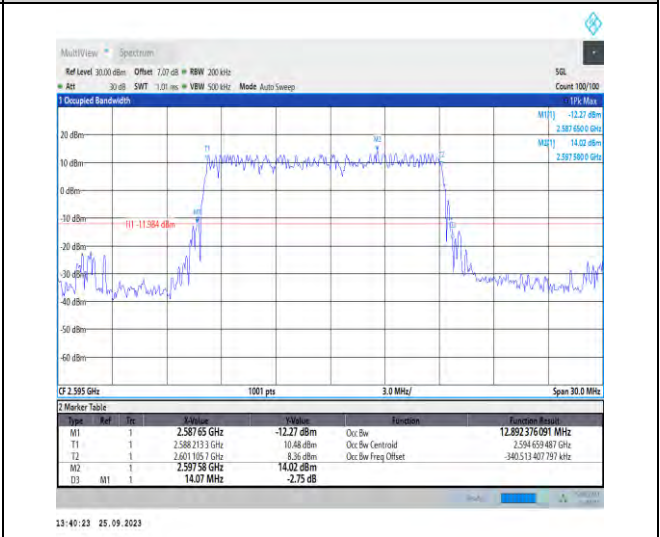 MultiView Spectrum
Ref Level 30.00 dBm Offset 7.07 dB RBW 200 kHz SGL
Att 30 dB SWT 1.01 ms VBW 500 kHz Mode Auto Sweep Count 100/100
1 Occupied Bandwidth 1Pk Max
M1[1] -12.27 dBm
2.587 650 0 GHz
M2[1] 14.02 dBm
2.597 580 0 GHz
20 dBm
M2
T1
T2
10 dBm
0 dBm
-10 dBm
M1
H1 -11.984 dBm
D3
-20 dBm
-30 dBm
-40 dBm
-50 dBm
-60 dBm
CF 2.595 GHz 1001 pts 3.0 MHz/ Span 30.0 MHz
2 Marker Table
Type Ref Trc X-Value Y-Value Function Function Result
M1 1 2.587 65 GHz -12.27 dBm Occ Bw 12.892 376 091 MHz
T1 1 2.588 213 3 GHz 10.48 dBm Occ Bw Centroid 2.594 659 487 GHz
T2 1 2.601 105 7 GHz 8.36 dBm Occ Bw Freq Offset -340.513 407 797 kHz
M2 1 2.597 58 GHz 14.02 dBm
D3 M1 1 14.07 MHz -2.75 dB
13:40:23 25.09.2023